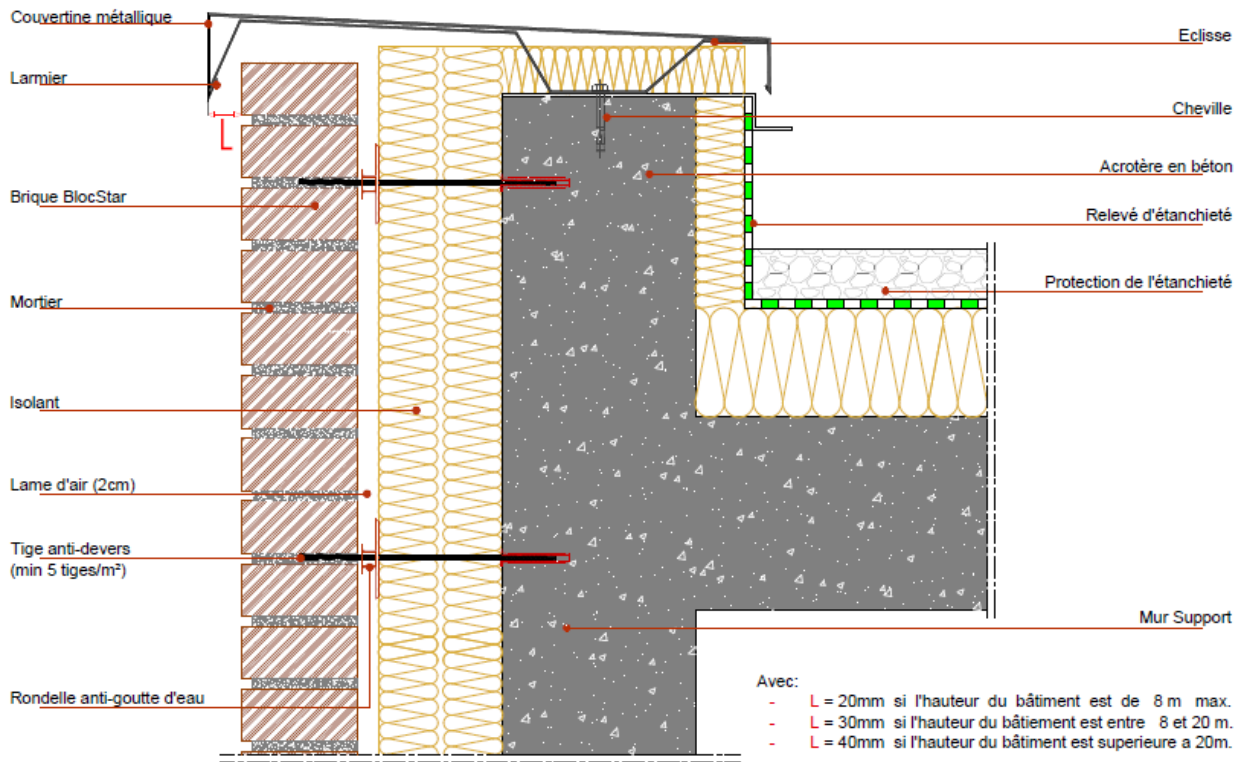 Couvertine métallique
Larmier
L
Brique BlocStar
Mortier
Isolant
Lame d'air (2cm)
Tige anti-devers
(min 5 tiges/m²)
Rondelle anti-goutte d'eau
Eclisse
Cheville
Acrotère en béton
Relevé d'étanchieté
Protection de l'étanchieté
Mur Support
Avec:
- L = 20mm si l'hauteur du bâtiment est de 8 m max.
- L = 30mm si l'hauteur du bâtiement est entre 8 et 20 m.
- L = 40mm si l'hauteur du bâtiment est superieure a 20m.